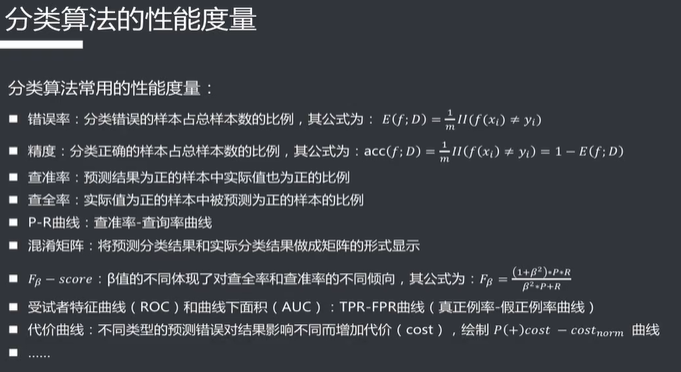 分类算法的性能度量
分类算法常用的性能度量：
■ 错误率：分类错误的样本占总样本数的比例，其公式为： E(f; D) = \frac{1}{m} II(f(x_i) ≠ y_i)
■ 精度：分类正确的样本占总样本数的比例，其公式为：acc(f; D) = \frac{1}{m} II(f(x_i) ≠ y_i) = 1 − E(f; D)
■ 查准率：预测结果为正的样本中实际值也为正的比例
■ 查全率：实际值为正的样本中被预测为正的样本的比例
■ P-R曲线：查准率-查询率曲线
■ 混淆矩阵：将预测分类结果和实际分类结果做成矩阵的形式显示
■ F_β − score：β值的不同体现了对查全率和查准率的不同倾向，其公式为：F_β = \frac{(1+β^2)*P*R}{β^2*P+R}
■ 受试者特征曲线（ROC）和曲线下面积（AUC）：TPR-FPR曲线（真正例率-假正例率曲线）
■ 代价曲线：不同类型的预测错误对结果影响不同而增加代价（cost），绘制 P(+)cost − cost_{norm} 曲线
■ ......